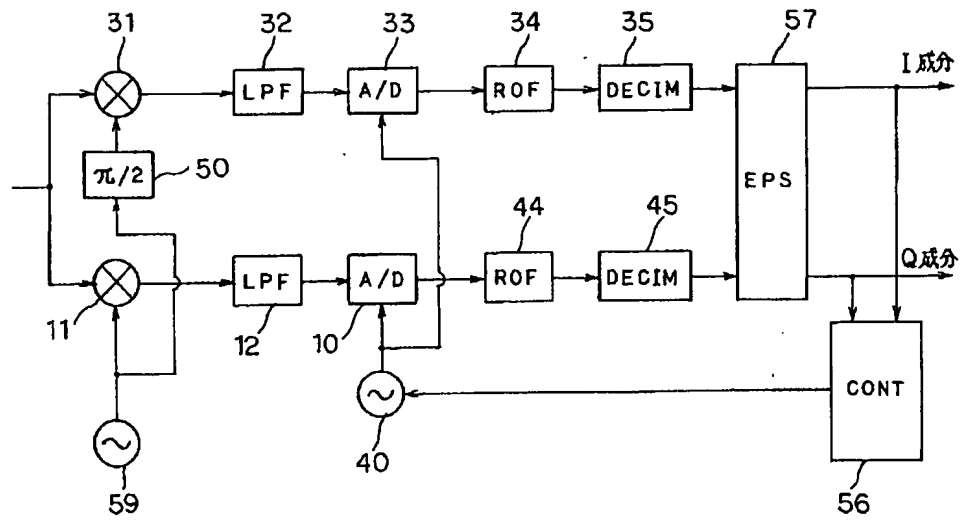 31
32
33
34
35
57
LPF
A/D
ROF
DECIM
I成分
π/2
50
EPS
44
45
Q成分
LPF
A/D
ROF
DECIM
11
12
10
CONT
40
59
56